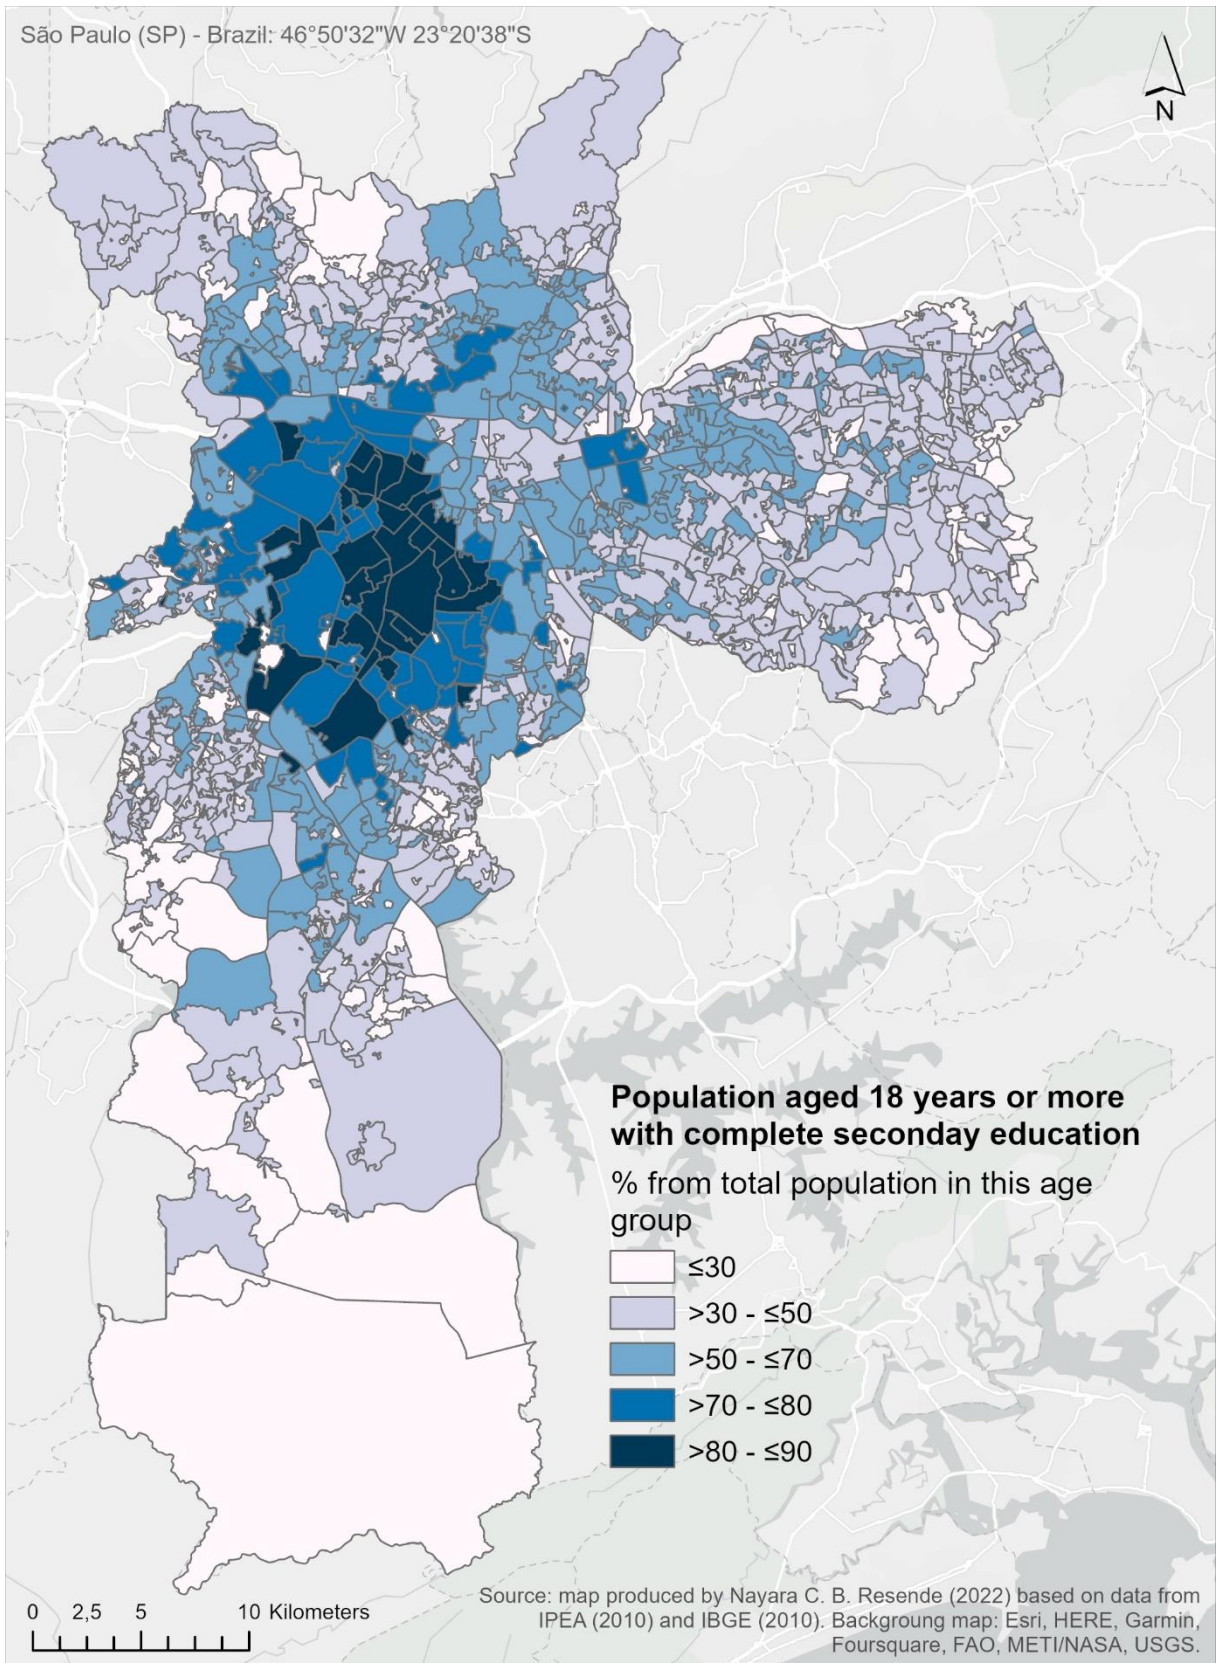 São Paulo (SP) - Brazil: 46°50'32"W 23°20'38"S
N
Population aged 18 years or more
with complete seconday education
% from total population in this age
group
≤30
>30 - ≤50
>50 - ≤70
>70 - ≤80
>80 - ≤90
0 2,5 5 10 Kilometers
Source: map produced by Nayara C. B. Resende (2022) based on data from
IPEA (2010) and IBGE (2010). Backgroung map: Esri, HERE, Garmin,
Foursquare, FAO, METI/NASA, USGS.